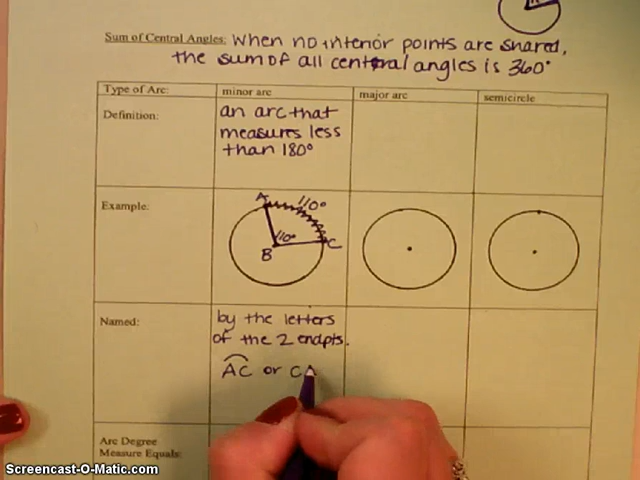 Sum of Central Angles: When no interior points are shared,
the sum of all central angles is 360°
Type of Arc: minor arc major arc semicircle
Definition: an arc that
measures less
than 180°
Example: A 110°
110° C
B
Named: by the letters
of the 2 endpts.
AC or CA
Arc Degree
Measure Equals:
Screencast-O-Matic.com